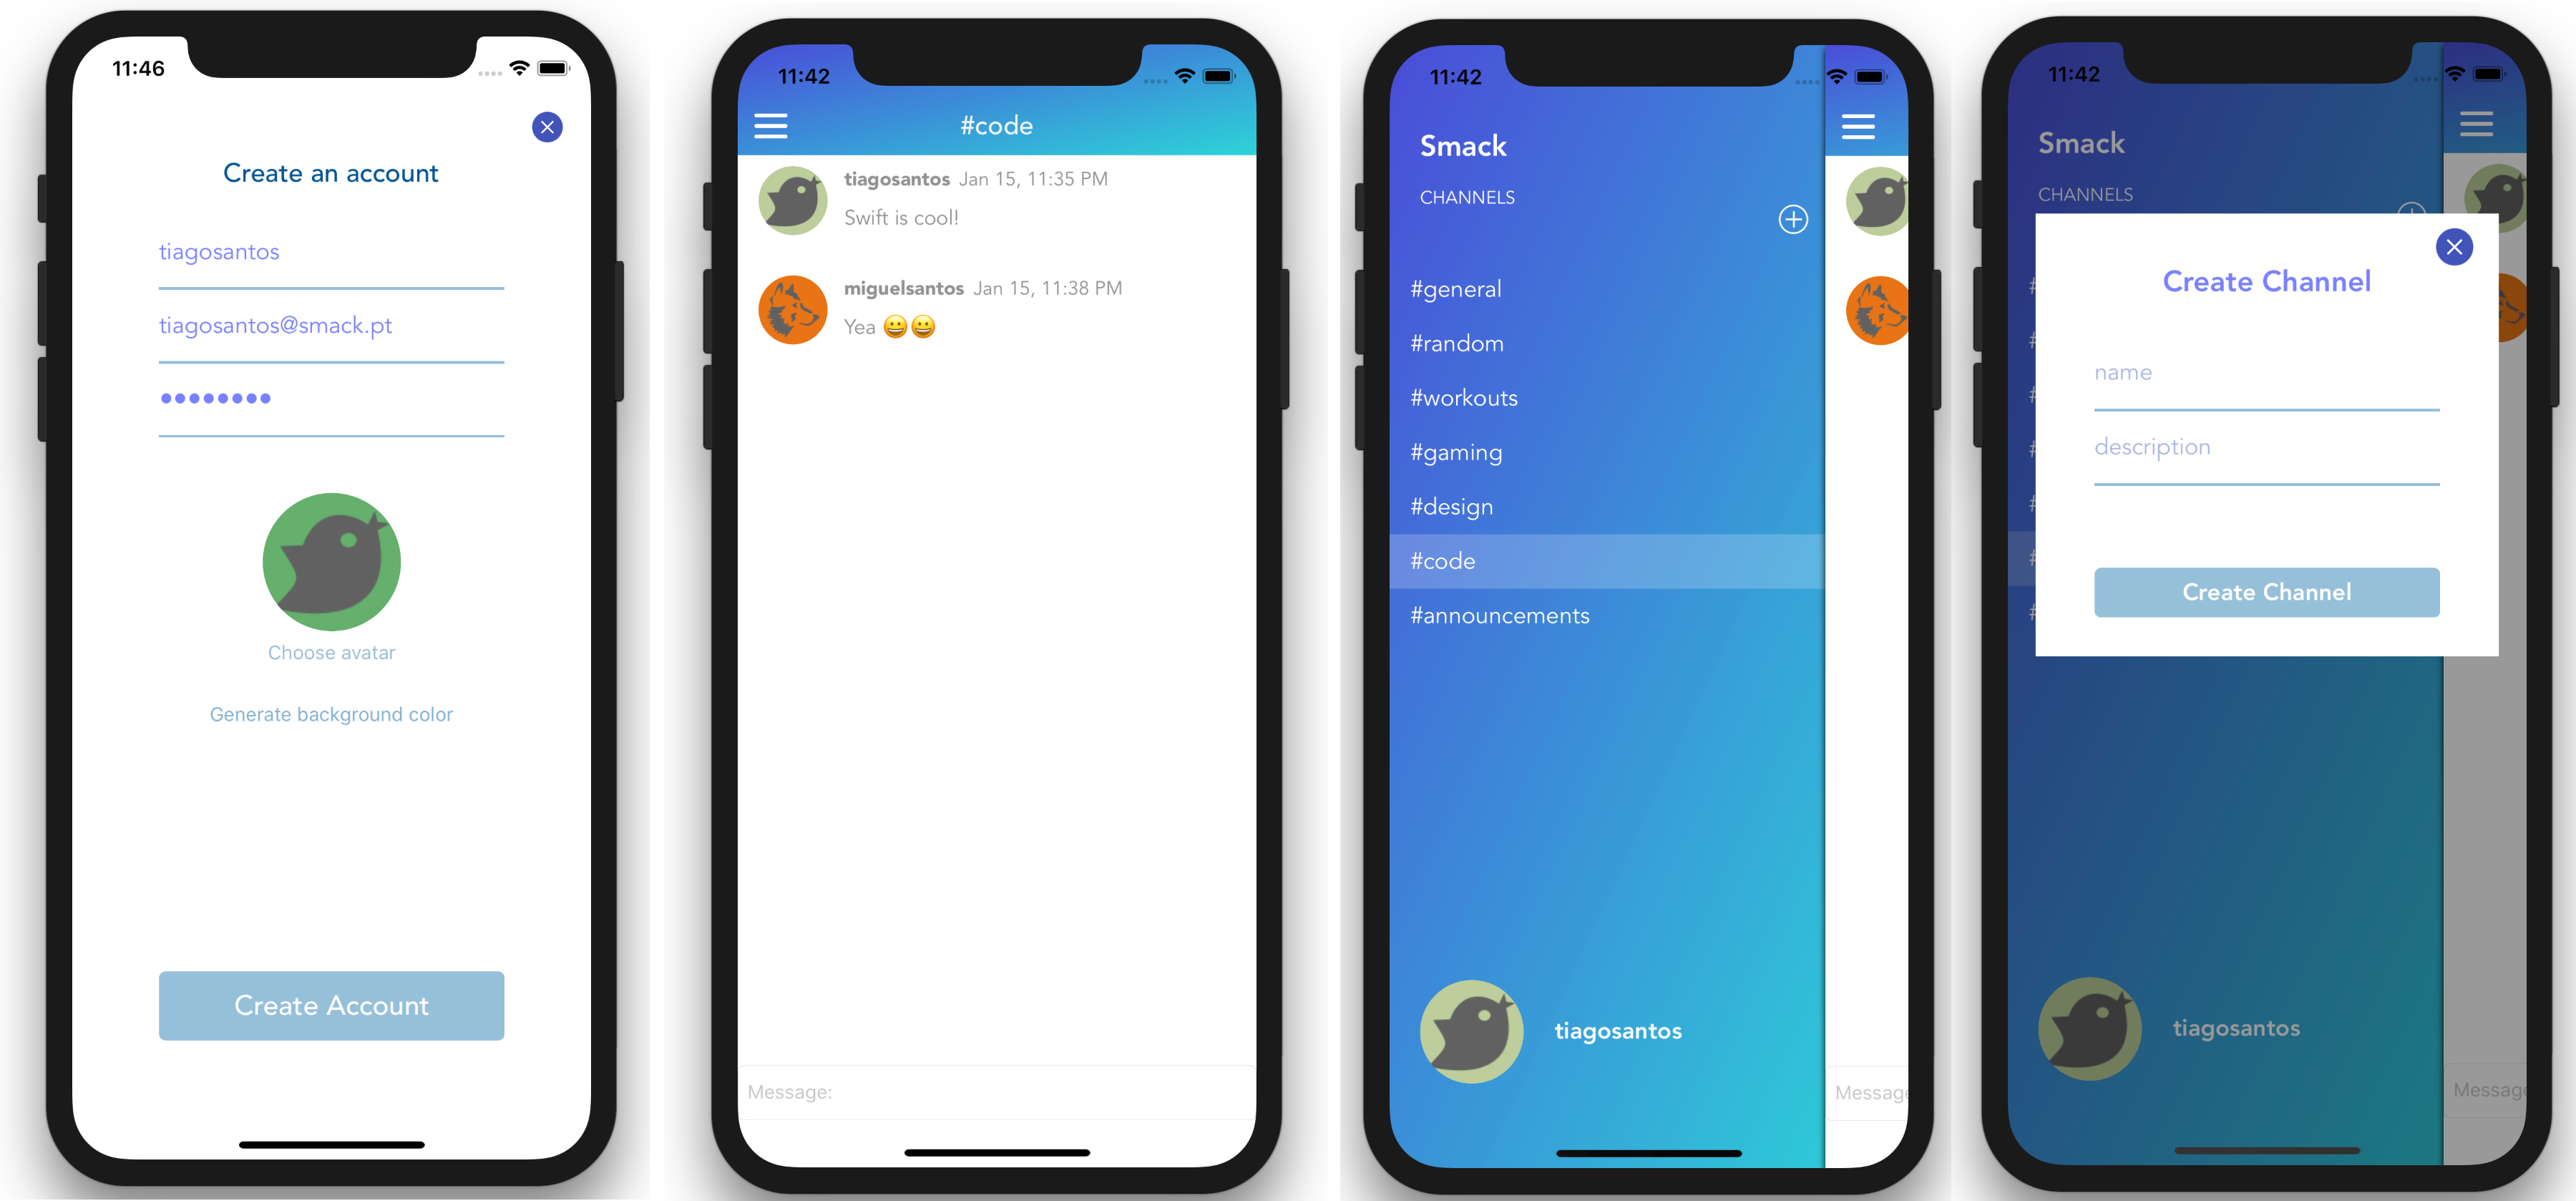 11:46
Create an account
tiagosantos
tiagosantos@smack.pt
Choose avatar
Generate background color
Create Account
11:42
#code
tiagosantos Jan 15, 11:35 PM
Swift is cool!
miguelsantos Jan 15, 11:38 PM
Yea 😀😀
Message:
11:42
Smack
CHANNELS
#general
#random
#workouts
#gaming
#design
#code
#announcements
tiagosantos
Message
11:42
Smack
CHANNELS
Create Channel
name
description
Create Channel
#
#
#
#
#
#
#
tiagosantos
Message